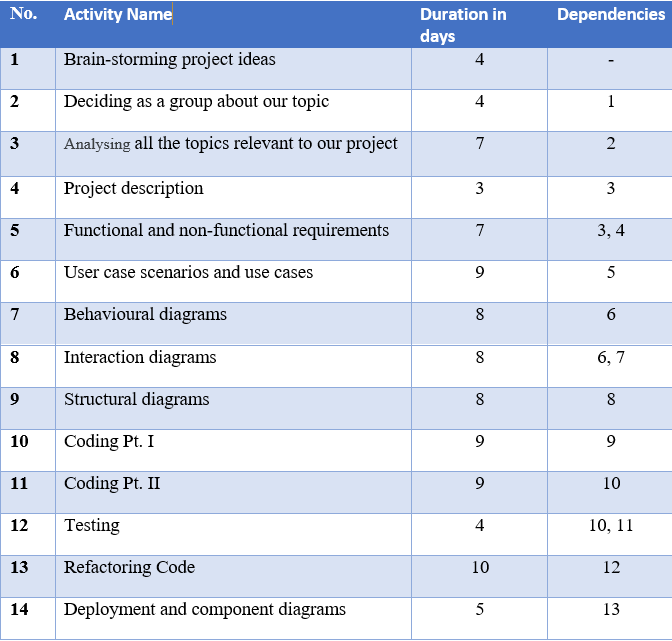 No. Activity Name Duration in days Dependencies
1 Brain-storming project ideas 4 -
2 Deciding as a group about our topic 4 1
3 Analysing all the topics relevant to our project 7 2
4 Project description 3 3
5 Functional and non-functional requirements 7 3, 4
6 User case scenarios and use cases 9 5
7 Behavioural diagrams 8 6
8 Interaction diagrams 8 6, 7
9 Structural diagrams 8 8
10 Coding Pt. I 9 9
11 Coding Pt. II 9 10
12 Testing 4 10, 11
13 Refactoring Code 10 12
14 Deployment and component diagrams 5 13